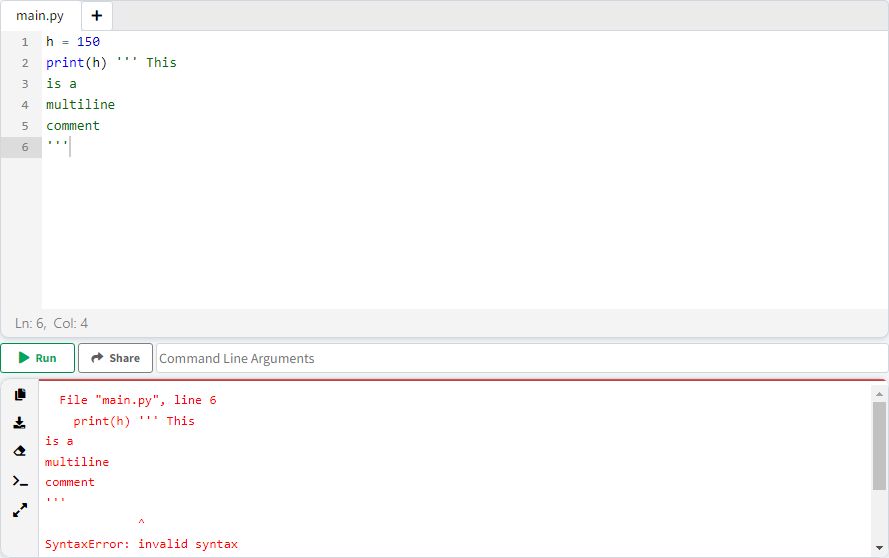 main.py +
1 h = 150
2 print(h) ''' This
3 is a
4 multiline
5 comment
6 '''
Ln: 6, Col: 4
Run Share Command Line Arguments
File "main.py", line 6
print(h) ''' This
is a
multiline
comment
'''
^
SyntaxError: invalid syntax